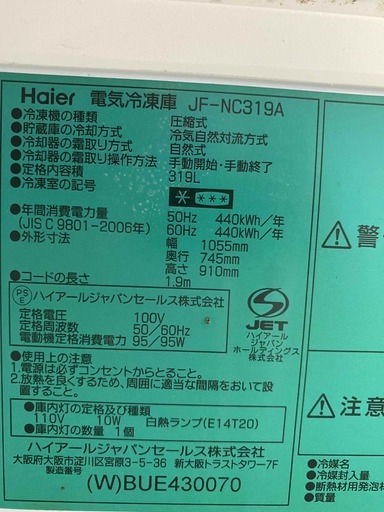 Haier 電気冷凍庫 JF-NC319A
●冷凍機の種類 圧縮式
●貯蔵庫の冷却方式 冷気自然対流方式
●冷却器の霜取り方式 自然式
●冷却器の霜取り操作方法 手動開始・手動終了
●定格内容積 319L
●冷凍室の記号
●年間消費電力量 50Hz 440kWh/年
(JIS C 9801-2006年) 60Hz 440kWh/年
●外形寸法 幅 1055mm
奥行 745mm
高さ 910mm
●コードの長さ 1.9m
PSE ハイアールジャパンセールス株式会社
定格電圧 100V
定格周波数 50/60Hz
電動機定格消費電力 95/95W
JET
ハイアール
ジャパン
ホールディングス
株式会社
●使用上の注意
1.電源は必ずコンセントからとること。
2.放熱を良くするため、周囲に適当な間隔をおいて設
置すること。
●庫内灯の定格及び種類
110V 10W 白熱ランプ(E14T20)
●庫内灯の数量 1個
ハイアールジャパンセールス株式会社
大阪府大阪市淀川区宮原3-5-36 新大阪トラストタワー7F
製造番号
(W)BUE430070
警
注意
●冷媒名
●冷媒封入量
●断熱材用発泡
●質量